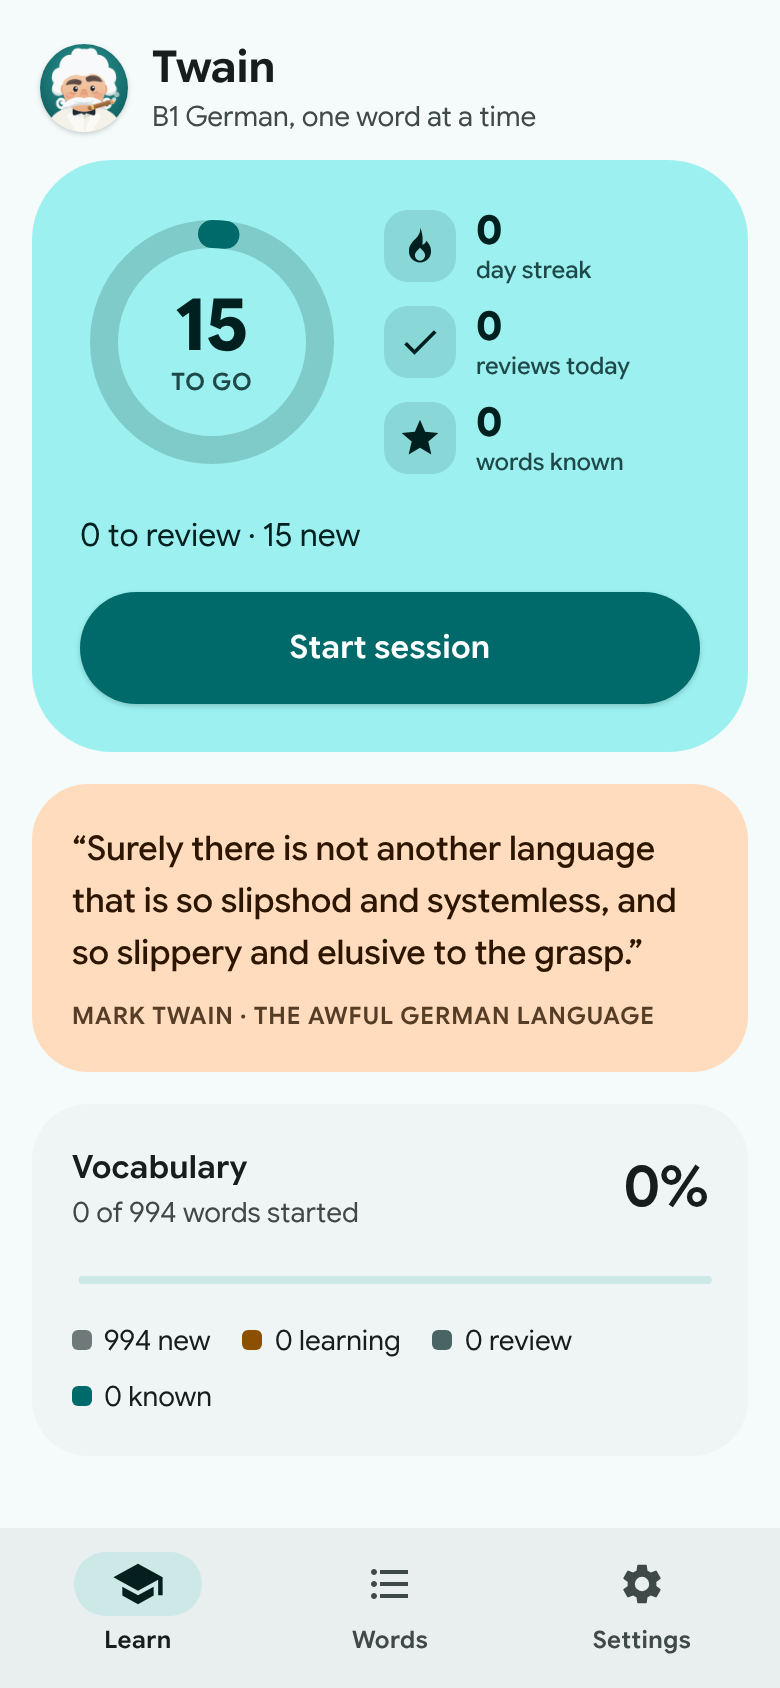 Twain
B1 German, one word at a time
15
TO GO
0
day streak
0
reviews today
0
words known
0 to review · 15 new
Start session
“Surely there is not another language
that is so slipshod and systemless, and
so slippery and elusive to the grasp.”
MARK TWAIN · THE AWFUL GERMAN LANGUAGE
Vocabulary
0 of 994 words started
0%
994 new
0 learning
0 review
0 known
Learn
Words
Settings